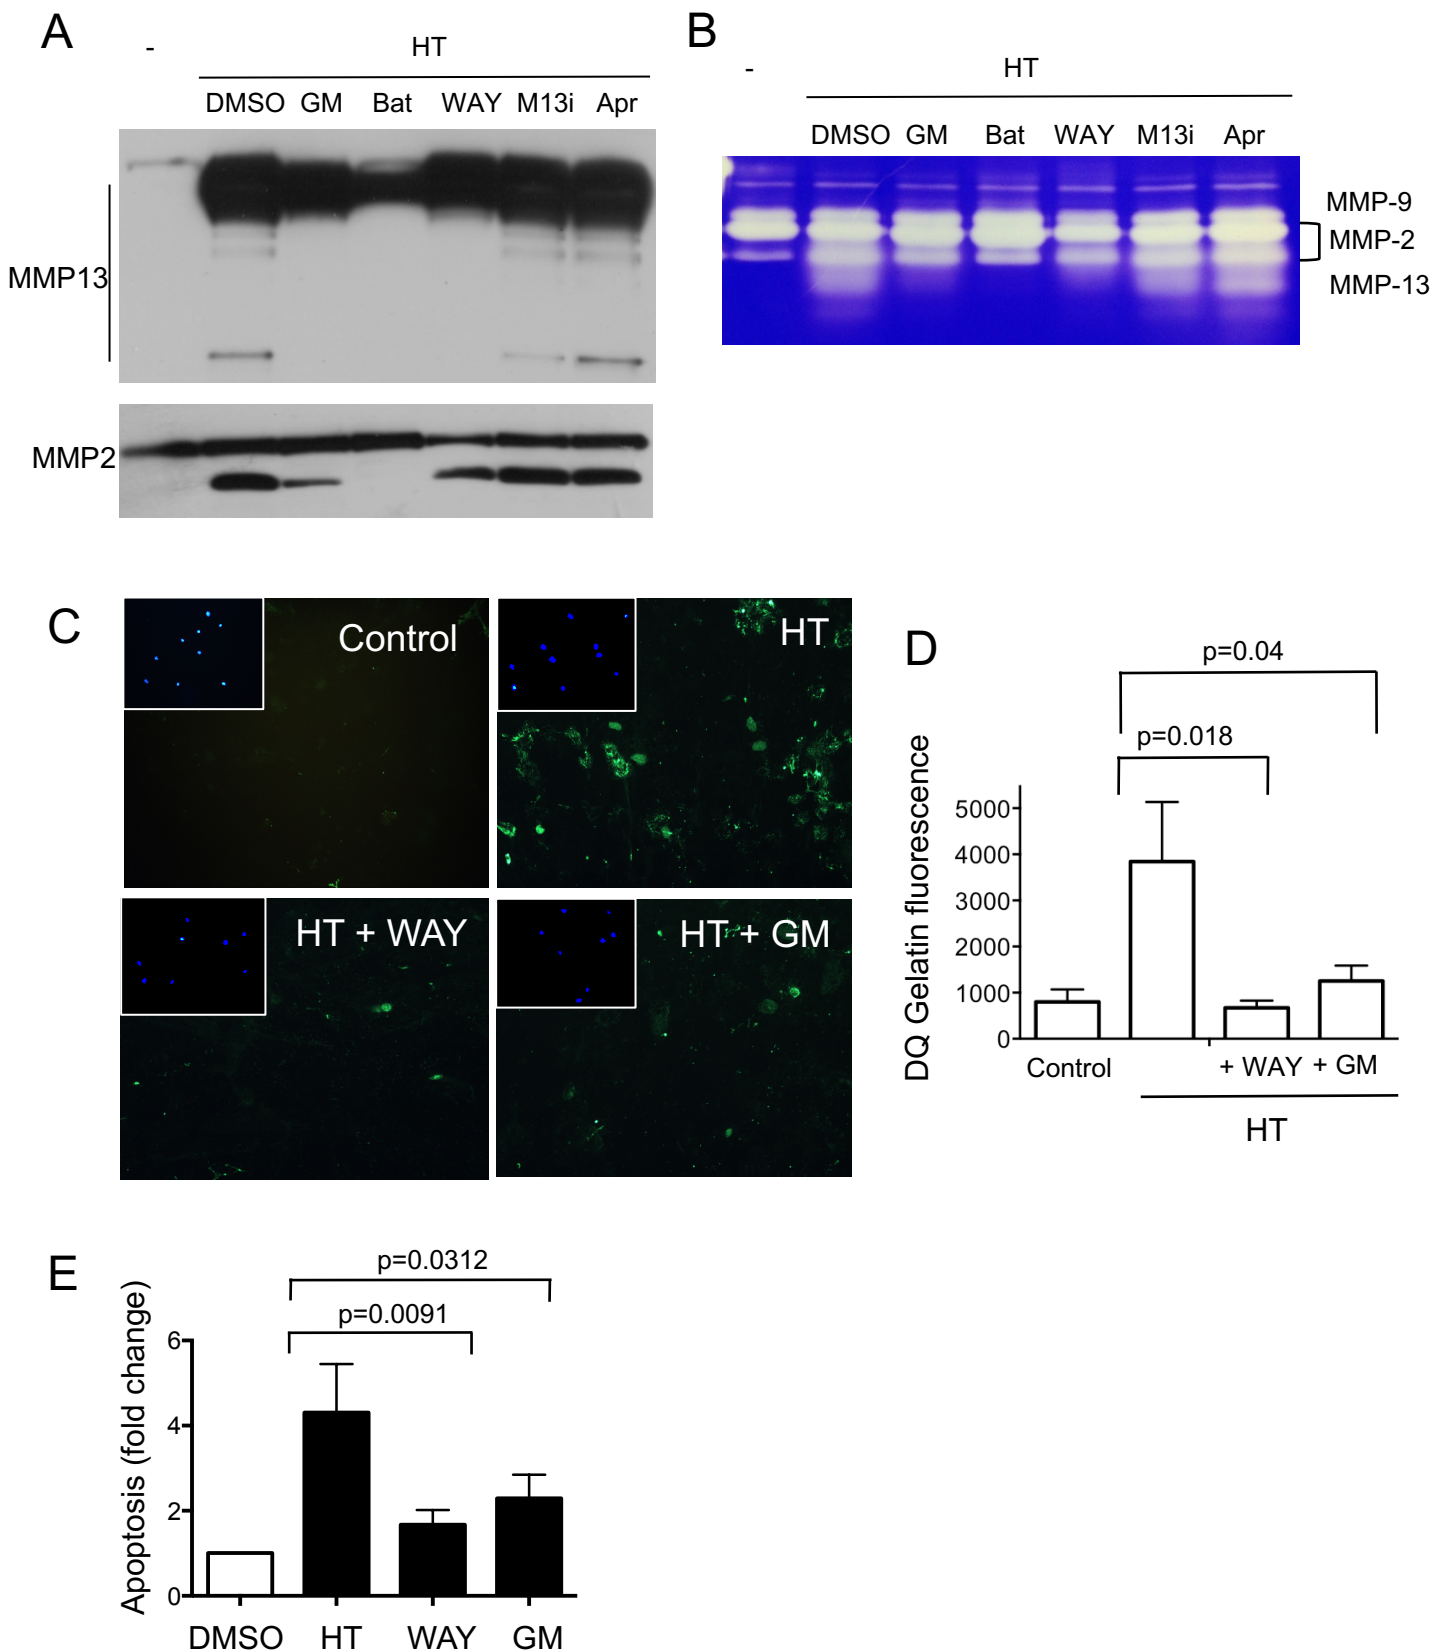 A
-
HT
DMSO GM Bat WAY M13i Apr
MMP13
MMP2
B
-
HT
DMSO GM Bat WAY M13i Apr
MMP-9
MMP-2
MMP-13
C
Control
HT
HT + WAY
HT + GM
D
p=0.04
p=0.018
DQ Gelatin fluorescence
5000
4000
3000
2000
1000
0
Control + WAY + GM
HT
E
p=0.0312
p=0.0091
Apoptosis (fold change)
6
4
2
0
DMSO HT WAY GM